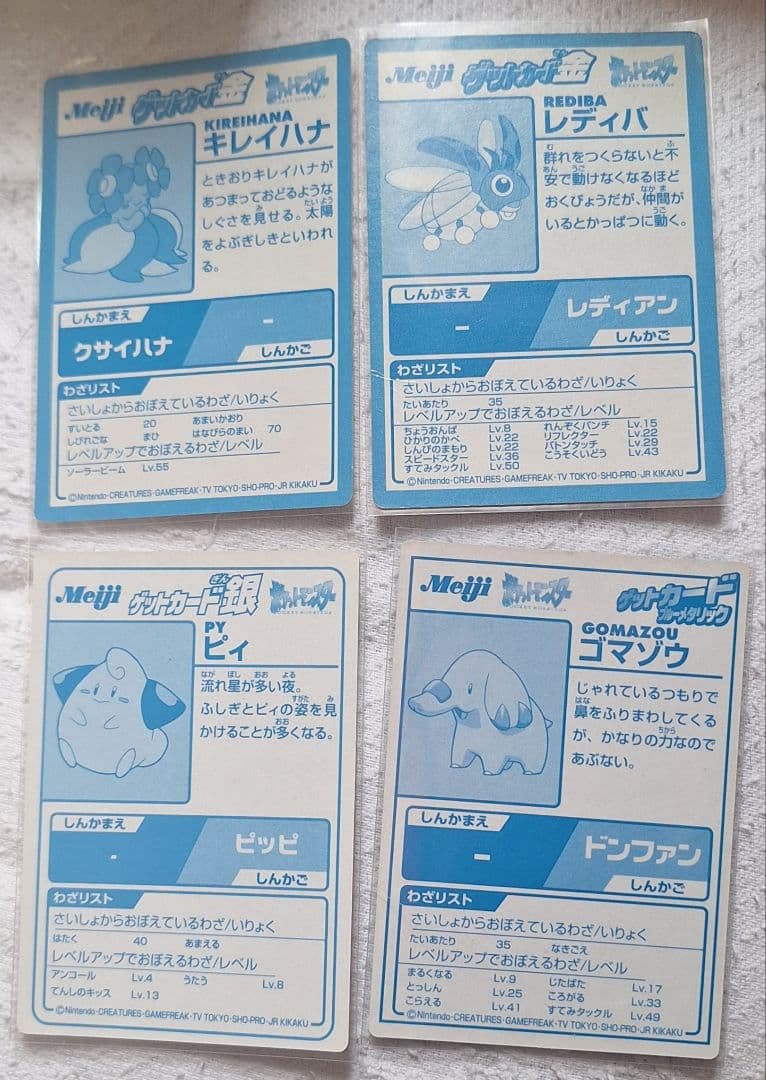 Meiji ゲットカード金 ポケットモンスター
KIREIHANA
キレイハナ
ときおりキレイハナが
あつまっておどるような
しぐさを見せる。太陽
をよぶぎしきといわれ
る。
しんかまえ
クサイハナ
-
しんかご
わざリスト
さいしょからおぼえているわざ/いりょく
すいとる 20 あまいかおり
しびれごな まひ はなびらのまい 70
レベルアップでおぼえるわざ/レベル
ソーラービーム Lv.55
©Nintendo・CREATURES・GAMEFREAK・TV TOKYO・SHO-PRO・JR KIKAKU
Meiji ゲットカード金 ポケットモンスター
REDIBA
レディバ
群れをつくらないと不
安で動けなくなるほど
おくびょうだが、仲間が
いるとかっぱつに動く。
しんかまえ
-
レディアン
しんかご
わざリスト
さいしょからおぼえているわざ/いりょく
たいあたり 35
レベルアップでおぼえるわざ/レベル
ちょうおんぱ Lv.8 れんぞくパンチ Lv.15
ひかりのかべ Lv.22 リフレクター Lv.22
しんぴのまもり Lv.22 バトンタッチ Lv.29
スピードスター Lv.36 こうそくいどう Lv.43
すてみタックル Lv.50
©Nintendo・CREATURES・GAMEFREAK・TV TOKYO・SHO-PRO・JR KIKAKU
Meiji ゲットカード銀 ポケットモンスター
PY
ピィ
流れ星が多い夜。
ふしぎとピィの姿を見
かけることが多くなる。
しんかまえ
-
ピッピ
しんかご
わざリスト
さいしょからおぼえているわざ/いりょく
はたく 40 あまえる
レベルアップでおぼえるわざ/レベル
アンコール Lv.4 うたう Lv.8
てんしのキッス Lv.13
©Nintendo・CREATURES・GAMEFREAK・TV TOKYO・SHO-PRO・JR KIKAKU
Meiji ポケットモンスター ゲットカード
ブルーメタリック
GOMAZOU
ゴマゾウ
じゃれているつもりで
鼻をふりまわしてくる
が、かなりの力なので
あぶない。
しんかまえ
-
ドンファン
しんかご
わざリスト
さいしょからおぼえているわざ/いりょく
たいあたり 35 なきごえ
レベルアップでおぼえるわざ/レベル
まるくなる Lv.9 じたばた Lv.17
とっしん Lv.25 ころがる Lv.33
こらえる Lv.41 すてみタックル Lv.49
©Nintendo・CREATURES・GAMEFREAK・TV TOKYO・SHO-PRO・JR KIKAKU